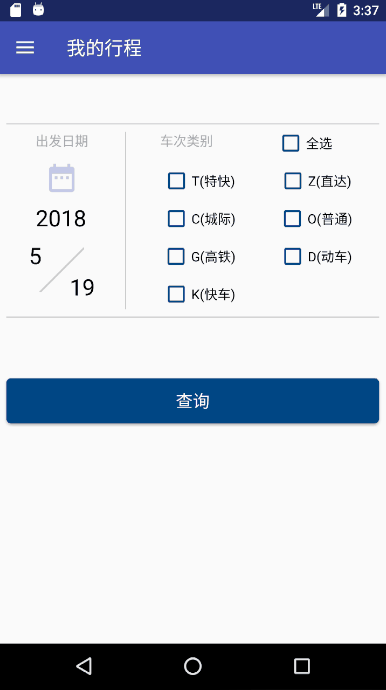 LTE 3:37
我的行程
出发日期
车次类别
全选
T(特快)
Z(直达)
2018
C(城际)
O(普通)
5
G(高铁)
D(动车)
19
K(快车)
查询